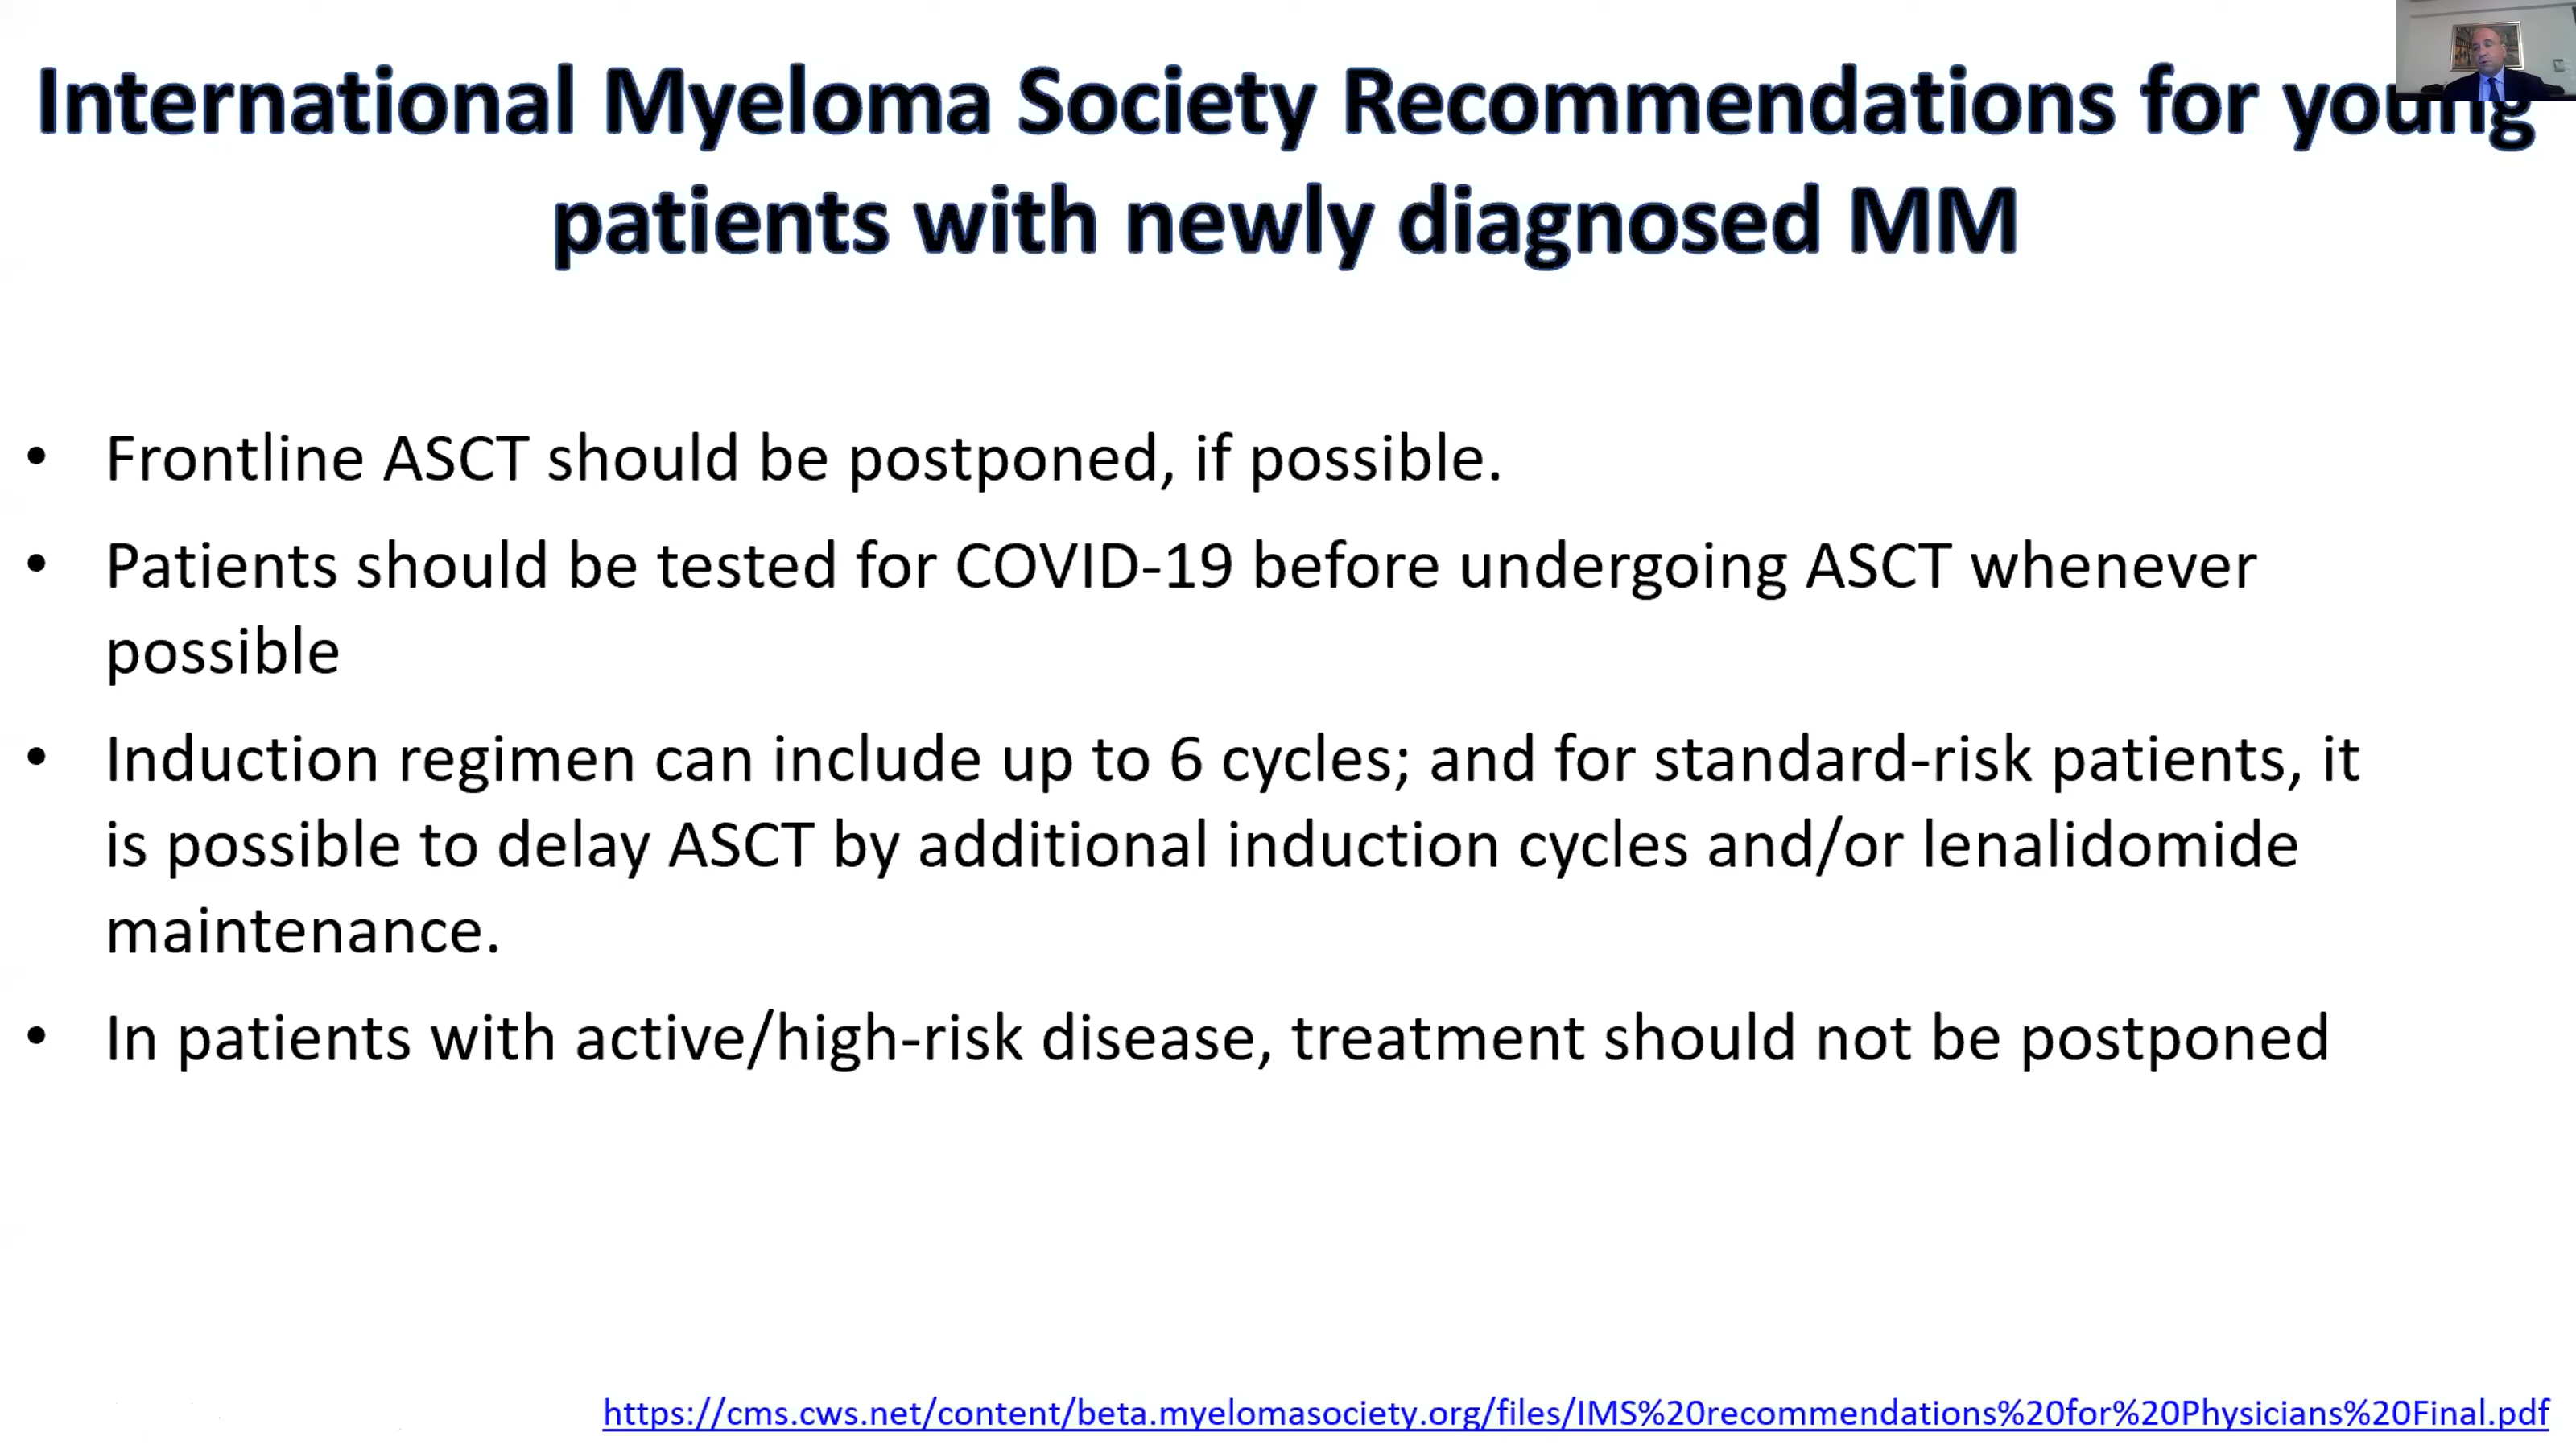 International Myeloma Society Recommendations for young
patients with newly diagnosed MM
• Frontline ASCT should be postponed, if possible.
• Patients should be tested for COVID-19 before undergoing ASCT whenever
possible
• Induction regimen can include up to 6 cycles; and for standard-risk patients, it
is possible to delay ASCT by additional induction cycles and/or lenalidomide
maintenance.
• In patients with active/high-risk disease, treatment should not be postponed
https://cms.cws.net/content/beta.myelomasociety.org/files/IMS%20recommendations%20for%20Physicians%20Final.pdf